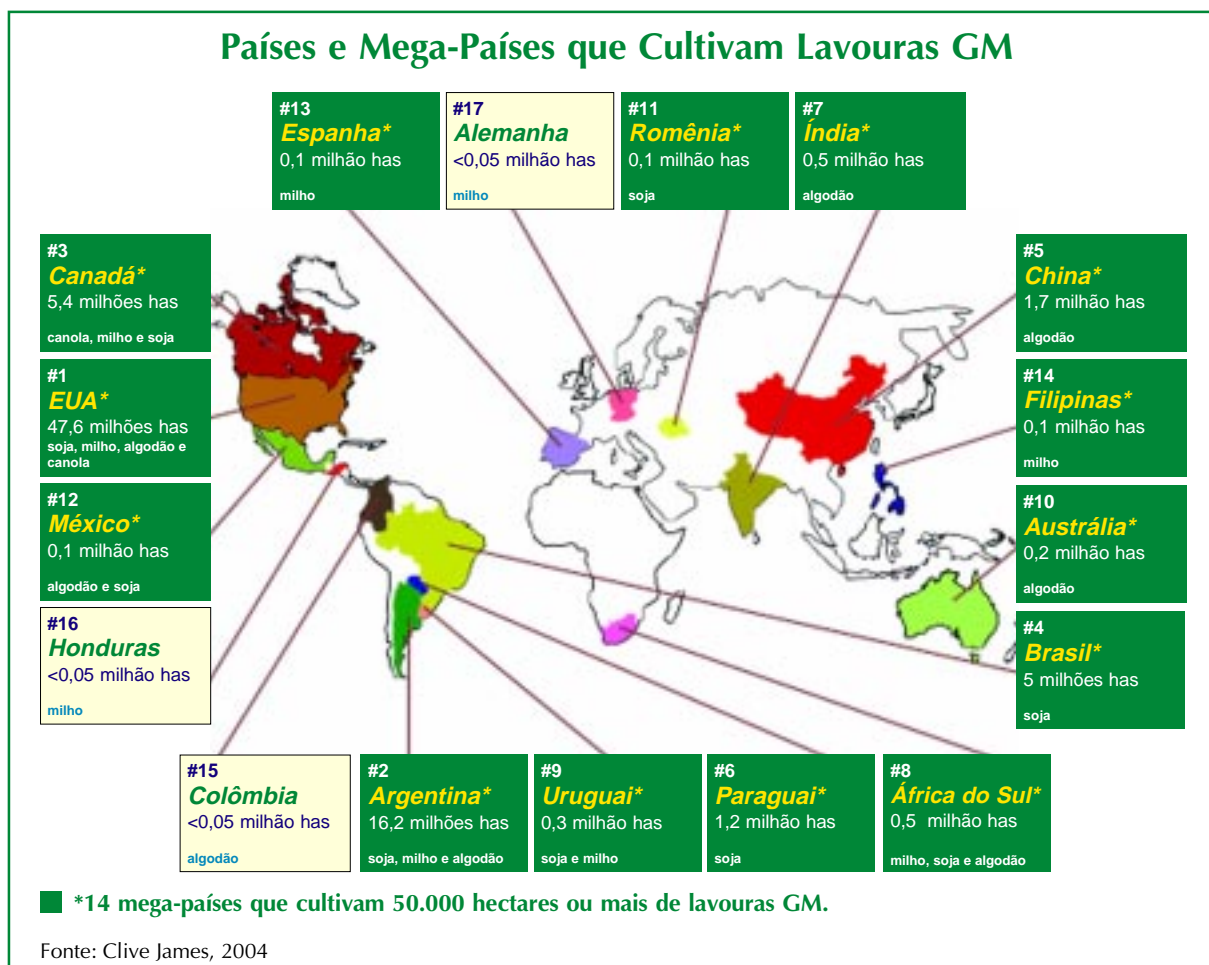 Países e Mega-Países que Cultivam Lavouras GM
#13
Espanha*
0,1 milhão has
milho
#17
Alemanha
<0,05 milhão has
milho
#11
Romênia*
0,1 milhão has
soja
#7
Índia*
0,5 milhão has
algodão
#3
Canadá*
5,4 milhões has
canola, milho e soja
#1
EUA*
47,6 milhões has
soja, milho, algodão e
canola
#12
México*
0,1 milhão has
algodão e soja
#16
Honduras
<0,05 milhão has
milho
#5
China*
1,7 milhão has
algodão
#14
Filipinas*
0,1 milhão has
milho
#10
Austrália*
0,2 milhão has
algodão
#4
Brasil*
5 milhões has
soja
#15
Colômbia
<0,05 milhão has
algodão
#2
Argentina*
16,2 milhões has
soja, milho e algodão
#9
Uruguai*
0,3 milhão has
soja e milho
#6
Paraguai*
1,2 milhão has
soja
#8
África do Sul*
0,5 milhão has
milho, soja e algodão
*14 mega-países que cultivam 50.000 hectares ou mais de lavouras GM.
Fonte: Clive James, 2004